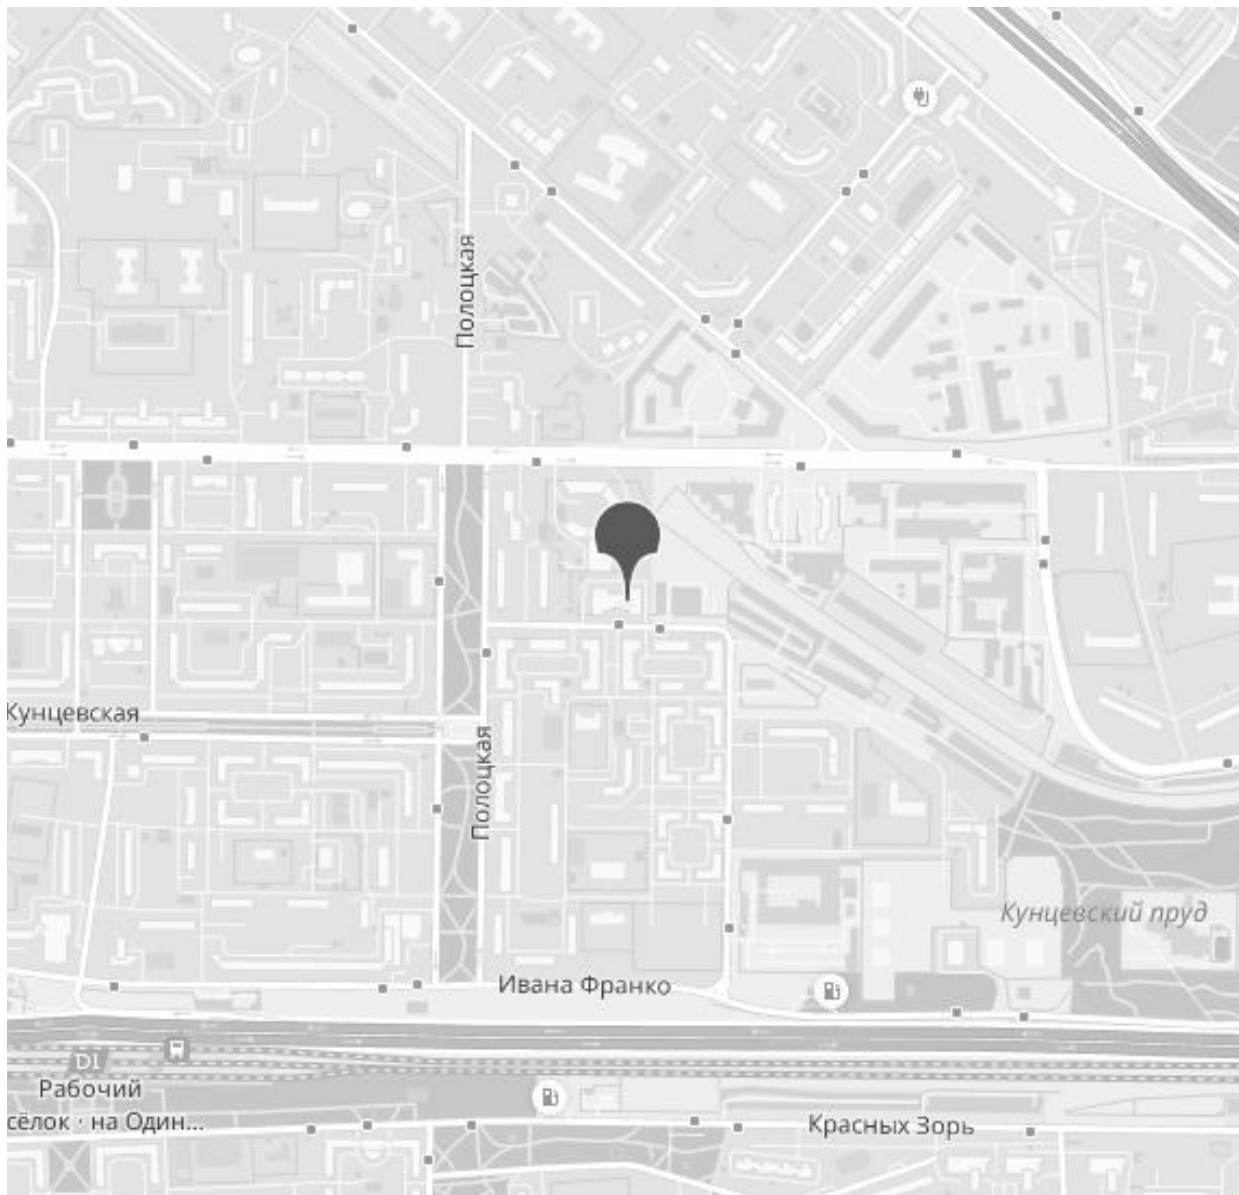 Полоцкая
Кунцевская
Полоцкая
Кунцевский пруд
Ивана Франко
D1
Рабочий
сёлок · на Один...
Красных Зорь